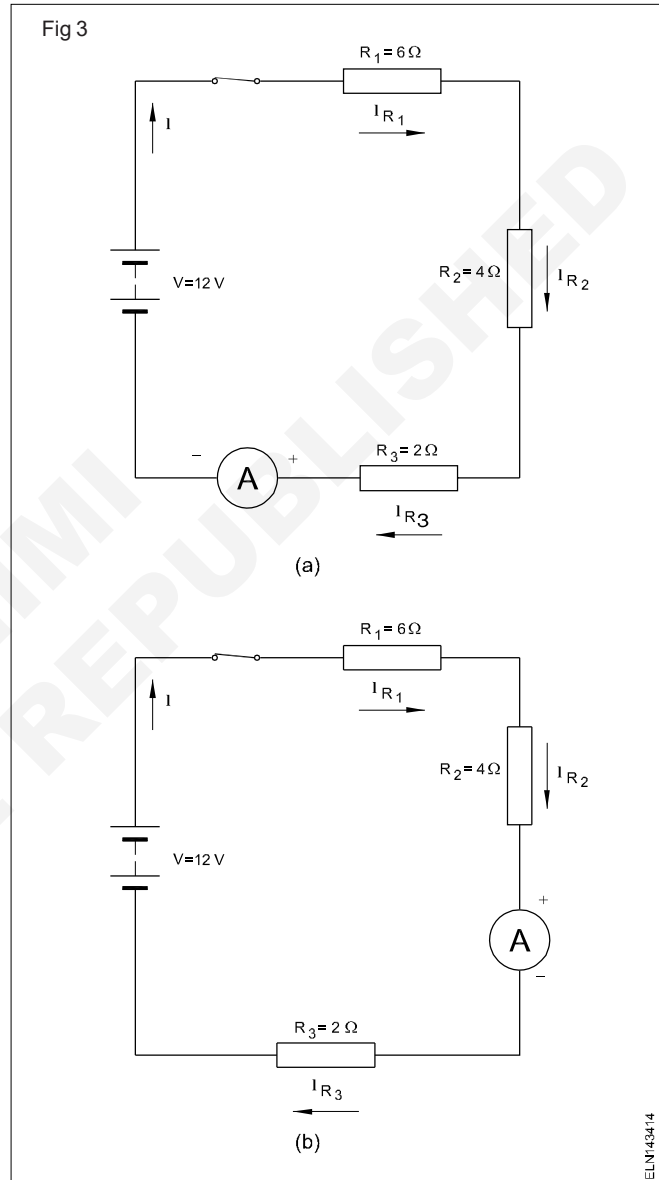 Fig 3
R1 = 6 Ω
I
IR1
R2 = 4 Ω
IR2
V=12 V
− A +
R3 = 2 Ω
IR3
(a)
R1 = 6 Ω
I
IR1
R2 = 4 Ω
IR2
V=12 V
+
A
−
R3 = 2 Ω
IR3
(b)
ELN143414
REPUBLISHED